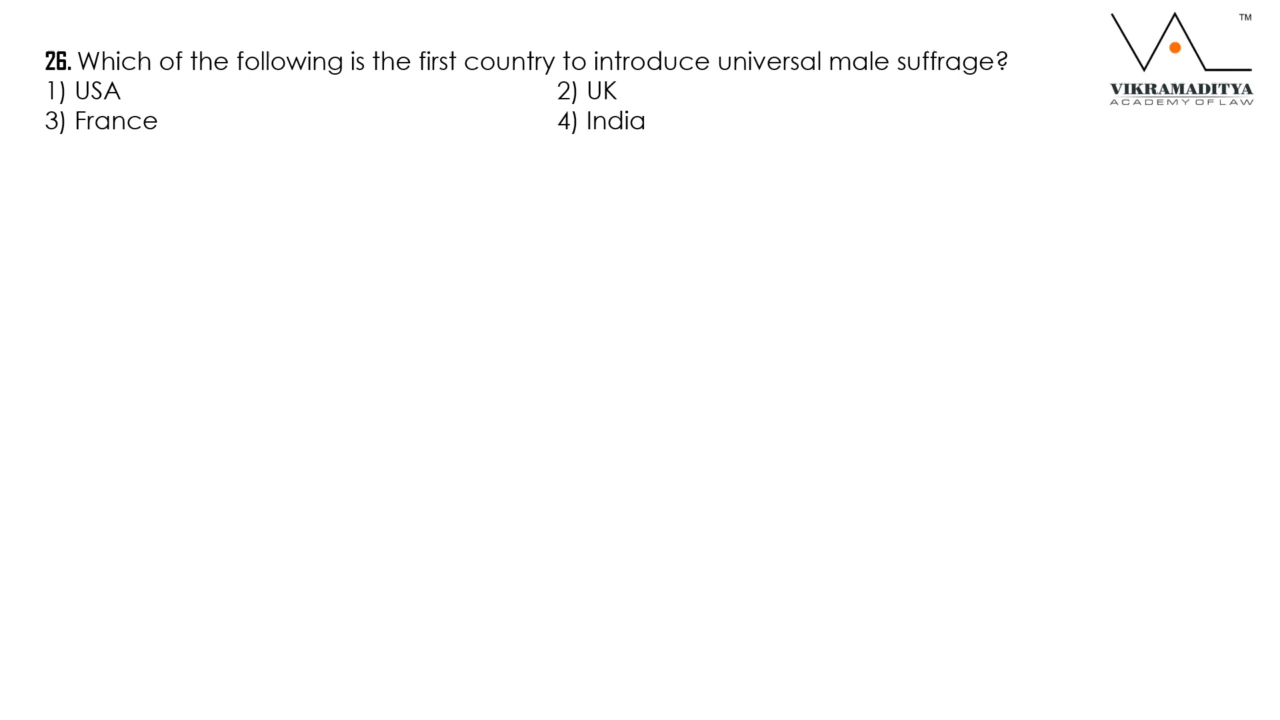 26. Which of the following is the first country to introduce universal male suffrage?
1) USA 2) UK
3) France 4) India
TM
VIKRAMADITYA
ACADEMY OF LAW